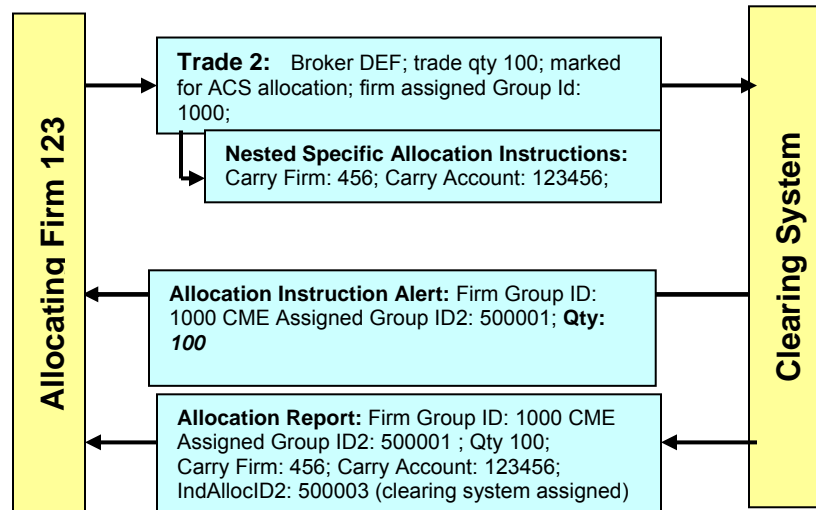 Allocating Firm 123
Trade 2: Broker DEF; trade qty 100; marked
for ACS allocation; firm assigned Group Id:
1000;
Nested Specific Allocation Instructions:
Carry Firm: 456; Carry Account: 123456;
Allocation Instruction Alert: Firm Group ID:
1000 CME Assigned Group ID2: 500001; Qty:
100
Allocation Report: Firm Group ID: 1000 CME
Assigned Group ID2: 500001 ; Qty 100;
Carry Firm: 456; Carry Account: 123456;
IndAllocID2: 500003 (clearing system assigned)
Clearing System